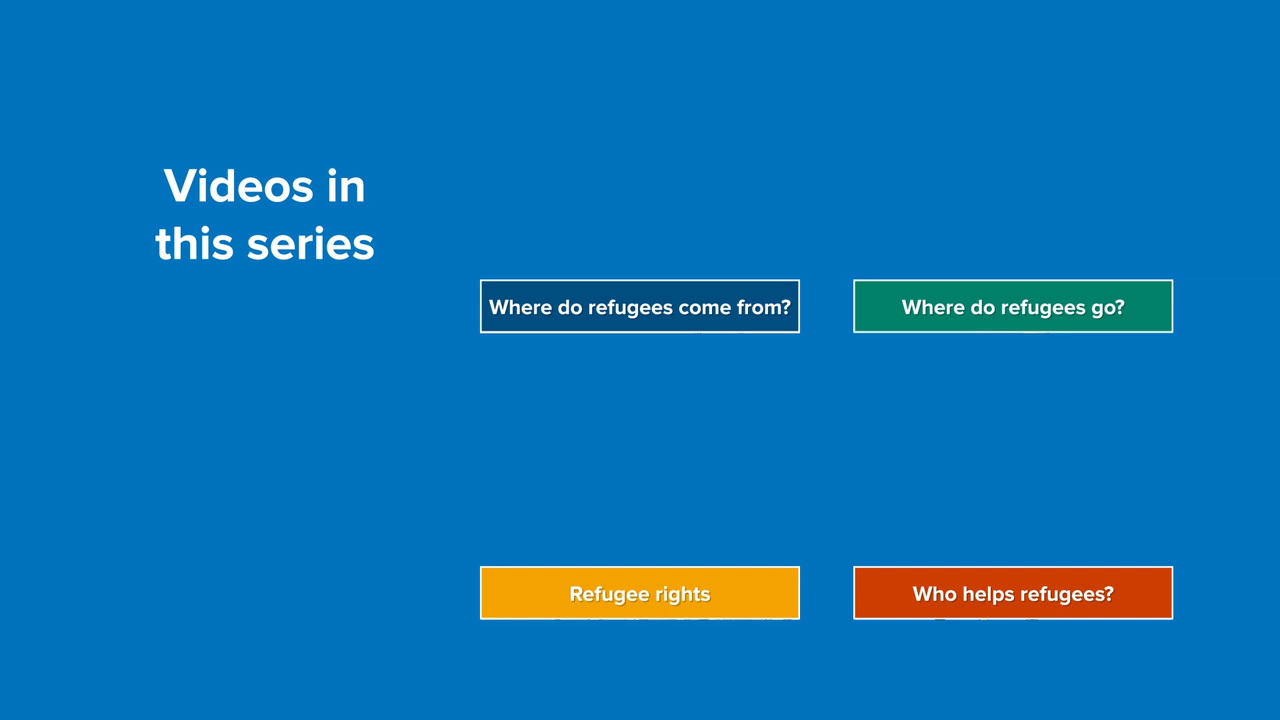 Videos in
this series
Where do refugees come from?
Where do refugees go?
Refugee rights
Who helps refugees?